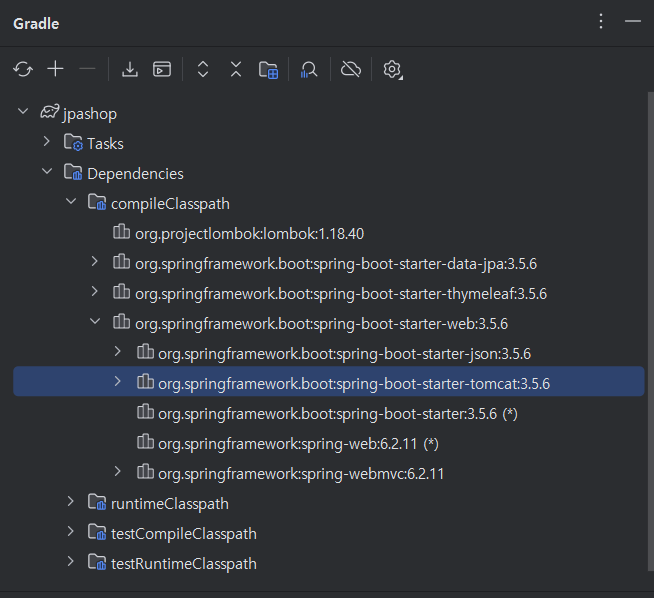 Gradle
jpashop
Tasks
Dependencies
compileClasspath
org.projectlombok:lombok:1.18.40
org.springframework.boot:spring-boot-starter-data-jpa:3.5.6
org.springframework.boot:spring-boot-starter-thymeleaf:3.5.6
org.springframework.boot:spring-boot-starter-web:3.5.6
org.springframework.boot:spring-boot-starter-json:3.5.6
org.springframework.boot:spring-boot-starter-tomcat:3.5.6
org.springframework.boot:spring-boot-starter:3.5.6 (*)
org.springframework:spring-web:6.2.11 (*)
org.springframework:spring-webmvc:6.2.11
runtimeClasspath
testCompileClasspath
testRuntimeClasspath